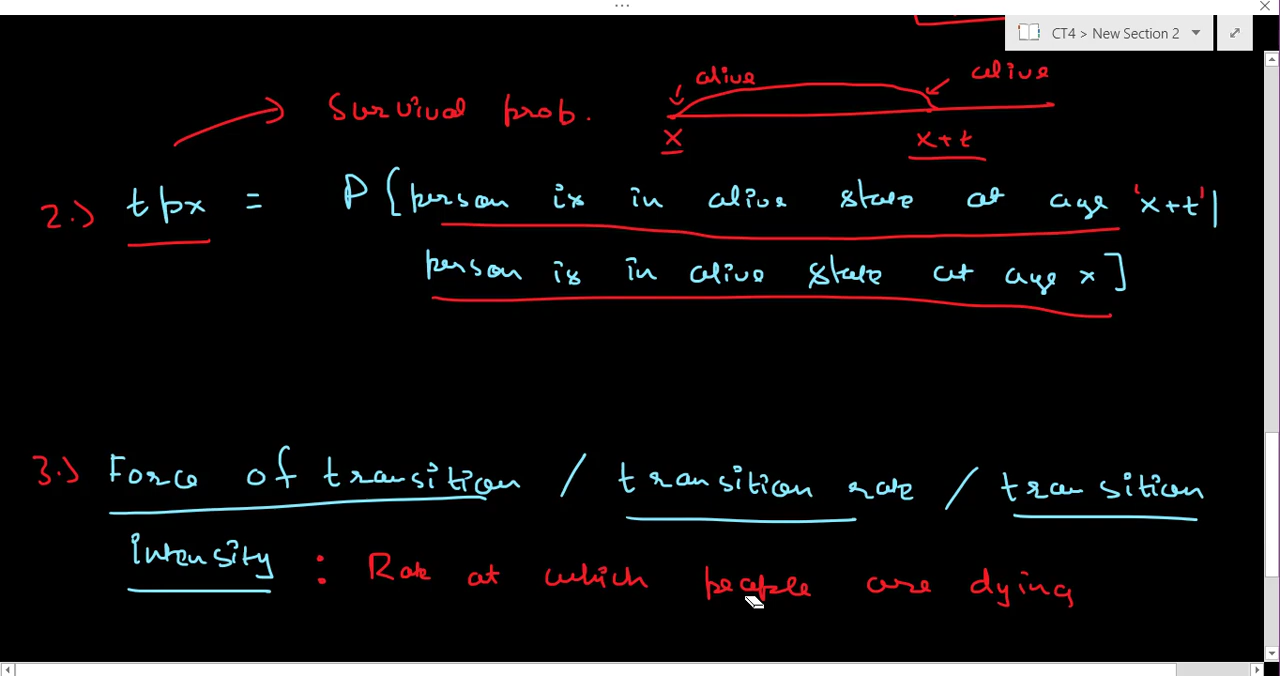 ...
CT4 > New Section 2
alive alive
Survival prob.
x x+t
2.) tpx = P{person is in alive state at age 'x+t'|
person is in alive state at age x]
3.) Force of transition / transition rate / transition
intensity : Rate at which people are dying